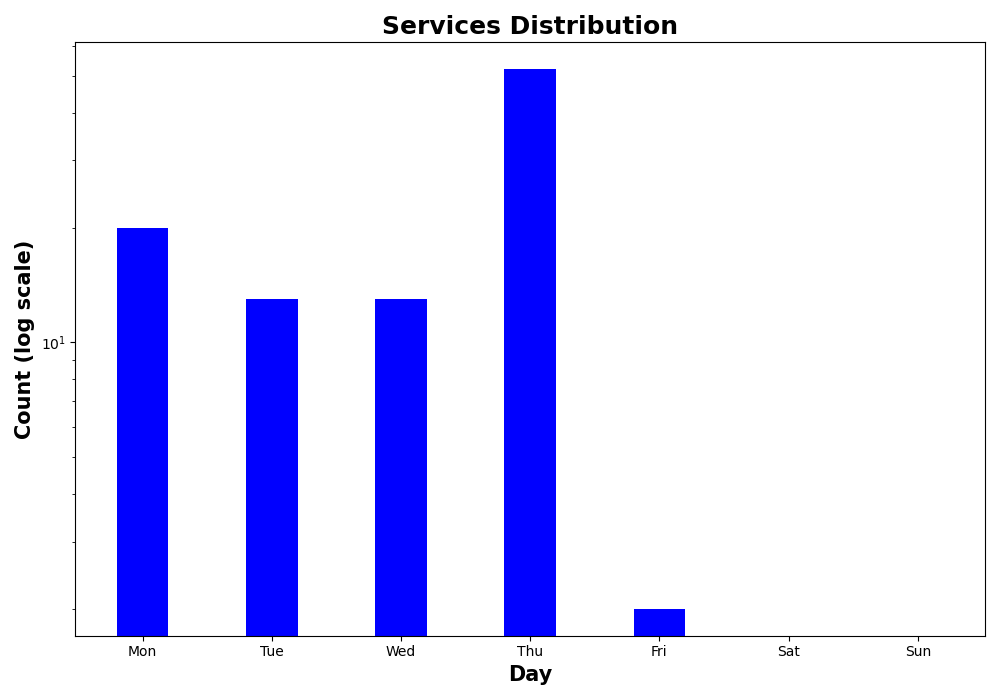 Services Distribution
Count (log scale)
10¹
Mon Tue Wed Thu Fri Sat Sun
Day